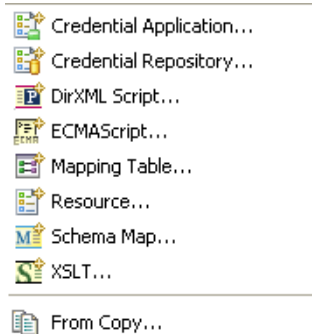 Credential Application...
Credential Repository...
DirXML Script...
ECMAScript...
Mapping Table...
Resource...
Schema Map...
XSLT...
From Copy...